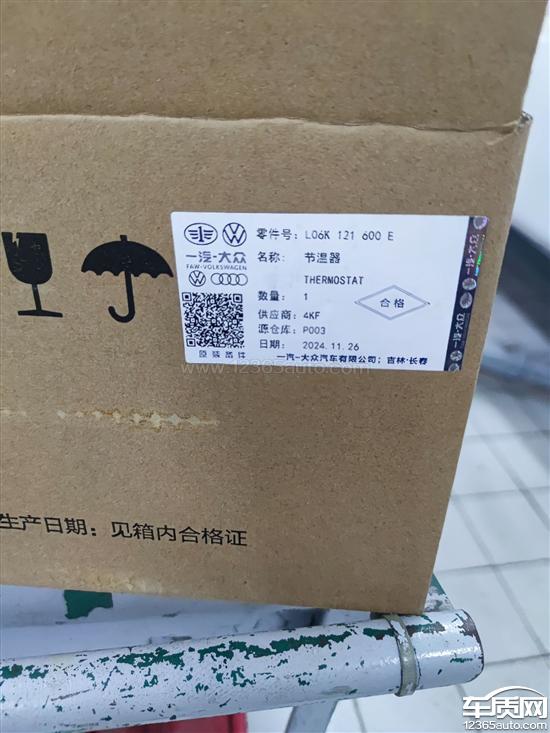 零件号: L06K 121 600 E
一汽-大众
FAW-VOLKSWAGEN
名称: 节温器
THERMOSTAT
数量: 1
合格
供应商: 4KF
源仓库: P003
日期: 2024.11.26
原装备件
一汽-大众汽车有限公司; 吉林·长春
一汽·大众
www.12365auto.com
生产日期: 见箱内合格证
车质网
12365auto.com